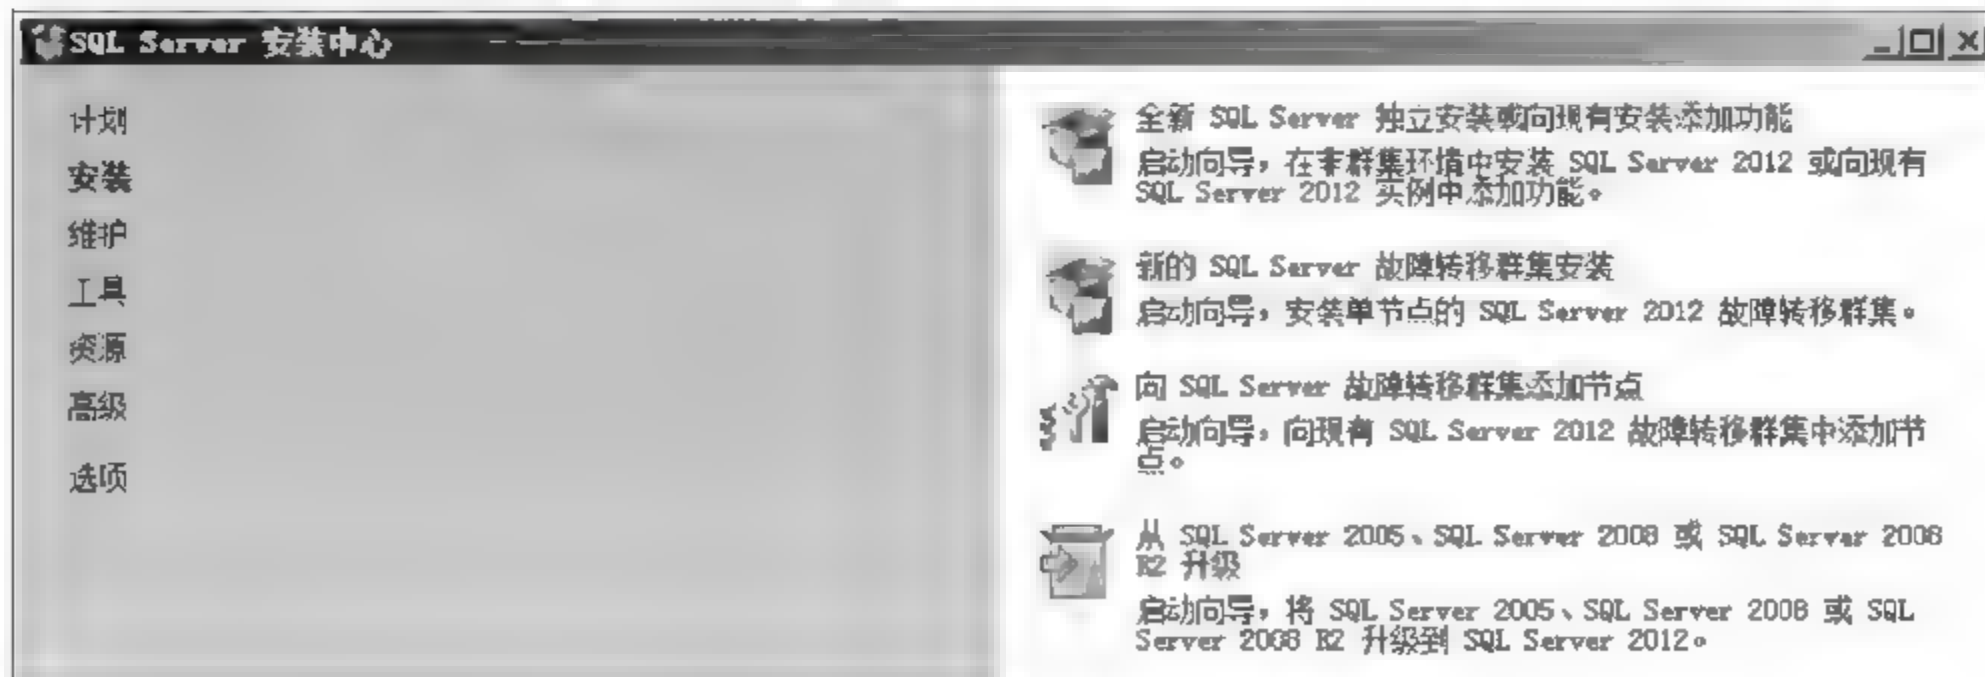 SQL Server 安装中心
计划
安装
维护
工具
资源
高级
选项
全新 SQL Server 独立安装或向现有安装添加功能
启动向导，在非群集环境中安装 SQL Server 2012 或向现有
SQL Server 2012 实例中添加功能。
新的 SQL Server 故障转移群集安装
启动向导，安装单节点的 SQL Server 2012 故障转移群集。
向 SQL Server 故障转移群集添加节点
启动向导，向现有 SQL Server 2012 故障转移群集中添加节
点。
从 SQL Server 2005、SQL Server 2008 或 SQL Server 2008
R2 升级
启动向导，将 SQL Server 2005、SQL Server 2008 或 SQL
Server 2008 R2 升级到 SQL Server 2012。